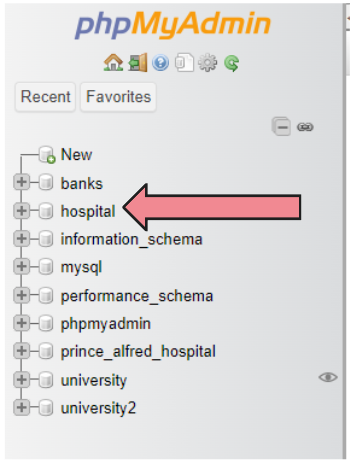 phpMyAdmin
Recent Favorites
New
banks
hospital
information_schema
mysql
performance_schema
phpmyadmin
prince_alfred_hospital
university
university2